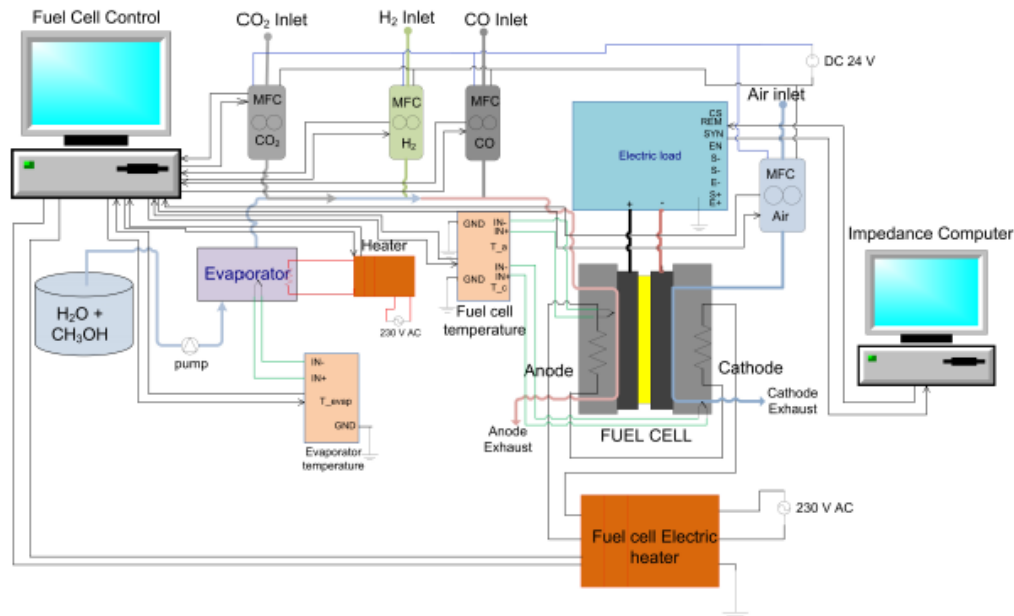 Fuel Cell Control
CO₂ Inlet
H₂ Inlet
CO Inlet
DC 24 V
Air inlet
MFC
CO₂
MFC
H₂
MFC
CO
MFC
Air
Electric load
CS
REM
SYN
EN
S-
S-
E-
E+
+
-
Impedance Computer
Evaporator
Heater
230 V AC
H₂O +
CH₃OH
pump
GND
IN-
IN+
T_a
GND
IN-
IN+
T_c
Fuel cell
temperature
IN-
IN+
T_evap
GND
Evaporator
temperature
Anode
Cathode
Anode
Exhaust
Cathode
Exhaust
FUEL CELL
Fuel cell Electric
heater
230 V AC